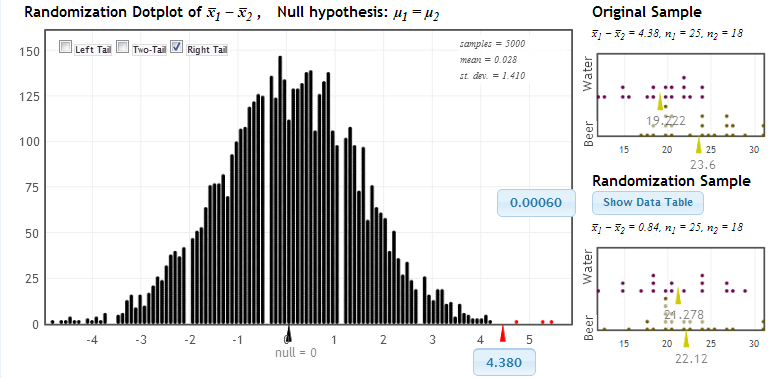 Randomization Dotplot of x̄₁ − x̄₂ , Null hypothesis: μ₁ = μ₂
Left Tail Two-Tail Right Tail
samples = 5000
mean = 0.028
st. dev. = 1.410
150
125
100
75
50
25
0
0.00060
-4 -3 -2 -1 0 1 2 3 4 5
null = 0
4.380
Original Sample
x̄₁ − x̄₂ = 4.38, n₁ = 25, n₂ = 18
Water
19.222
Beer
15 20 25 30
23.6
Randomization Sample
Show Data Table
x̄₁ − x̄₂ = 0.84, n₁ = 25, n₂ = 18
Water
21.278
Beer
15 20 25 30
22.12